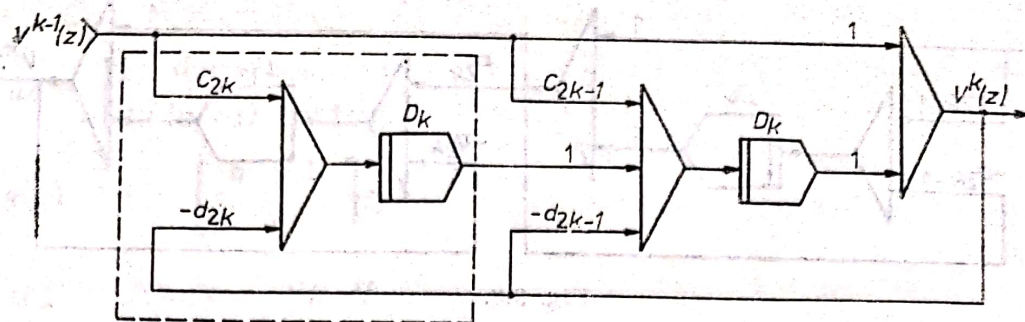 V^{k-1}(z)
1
C_{2k}
C_{2k-1}
V^k(z)
D_k
D_k
1
1
-d_{2k}
-d_{2k-1}